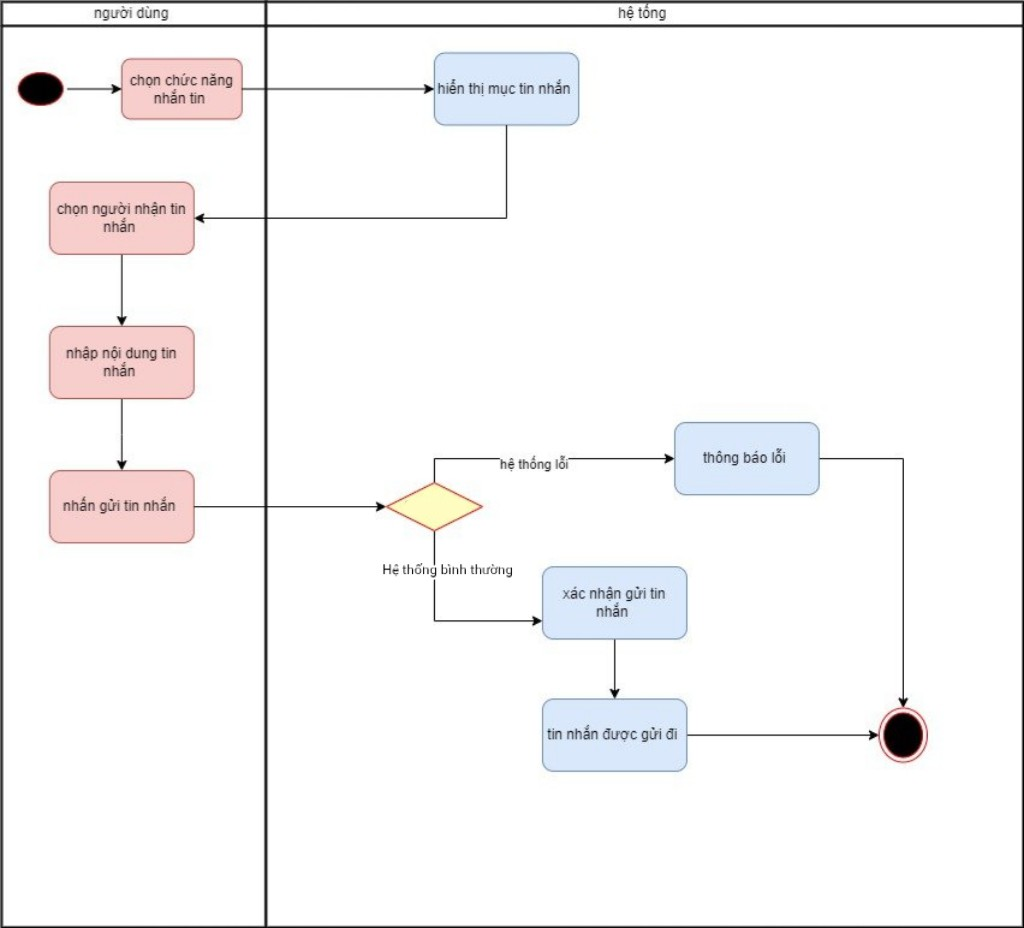 người dùng
hệ tống
chọn chức năng
nhắn tin
hiển thị mục tin nhắn
chọn người nhận tin
nhắn
nhập nội dung tin
nhắn
nhấn gửi tin nhắn
hệ thống lỗi
thông báo lỗi
Hệ thống bình thường
xác nhận gửi tin
nhắn
tin nhắn được gửi đi